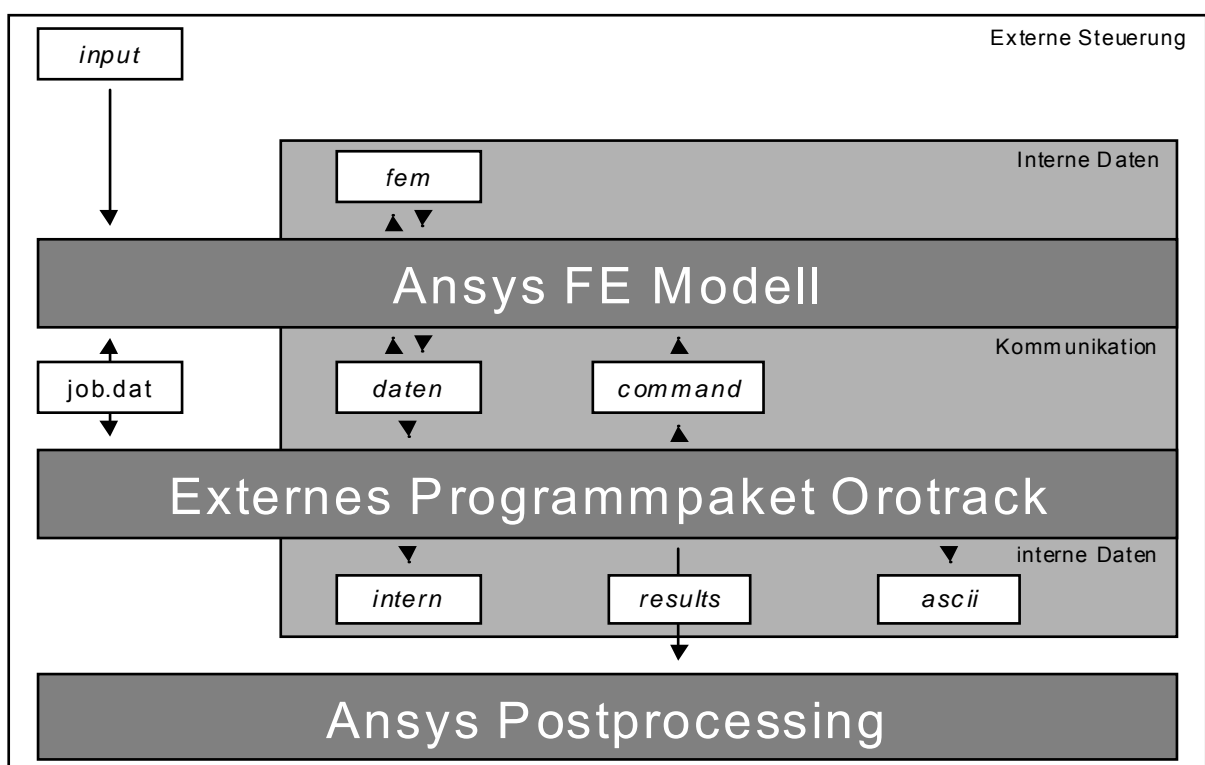 Externe Steuerung
input
Interne Daten
fem
Ansys FE Modell
Kommunikation
job.dat
daten
command
Externes Programmpaket Orotrack
interne Daten
intern
results
ascii
Ansys Postprocessing